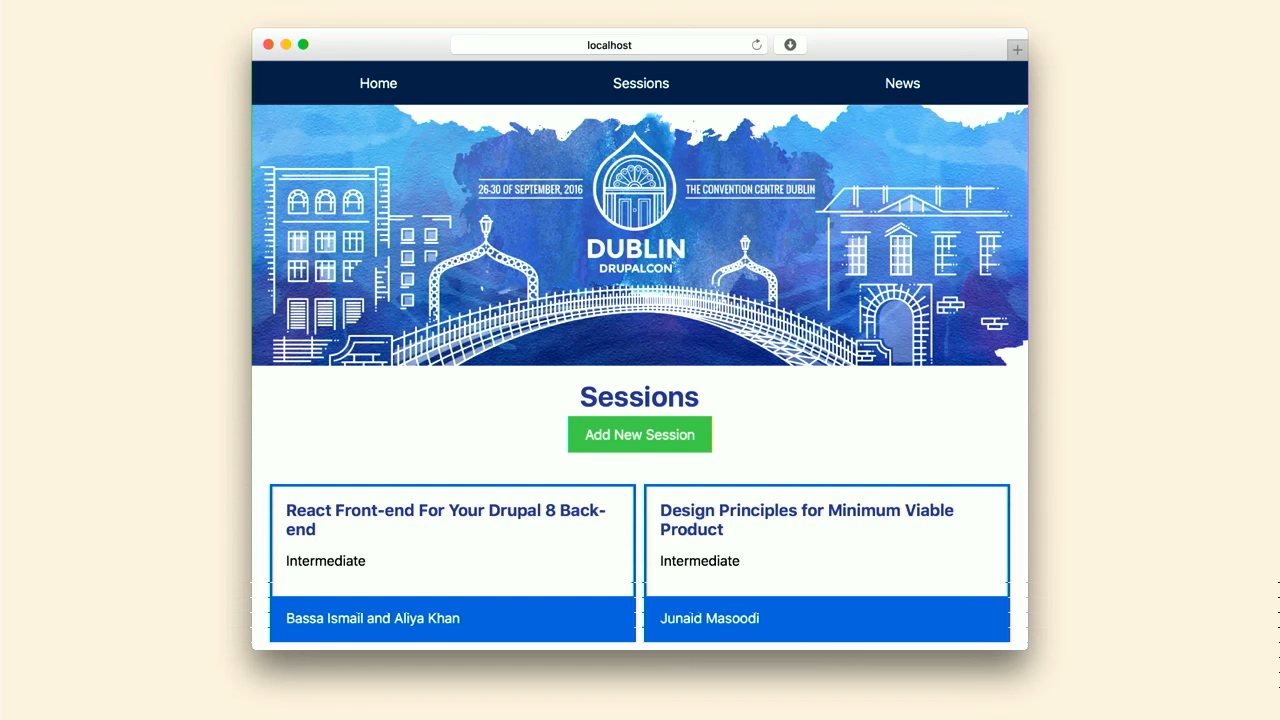 localhost
Home Sessions News
26-30 OF SEPTEMBER, 2016
THE CONVENTION CENTRE DUBLIN
DUBLIN
DRUPALCON
Sessions
Add New Session
React Front-end For Your Drupal 8 Back-
end
Intermediate
Bassa Ismail and Aliya Khan
Design Principles for Minimum Viable
Product
Intermediate
Junaid Masoodi